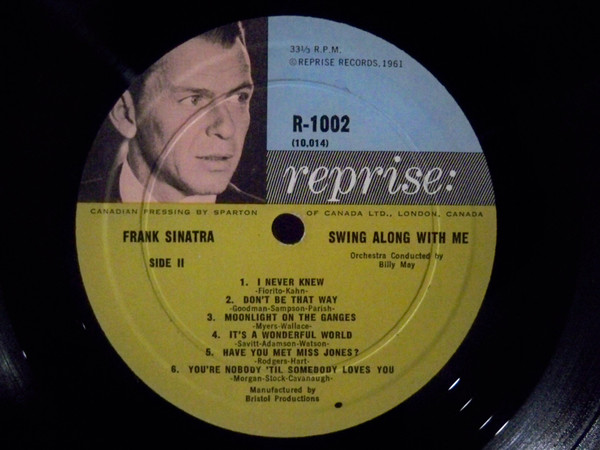 33⅓ R.P.M.
©REPRISE RECORDS, 1961
R-1002
(10,014)
reprise:
CANADIAN PRESSING BY SPARTON OF CANADA LTD., LONDON, CANADA
FRANK SINATRA SWING ALONG WITH ME
SIDE II
Orchestra Conducted by
Billy May
1. I NEVER KNEW
-Fiorito-Kahn-
2. DON'T BE THAT WAY
-Goodman-Sampson-Parish-
3. MOONLIGHT ON THE GANGES
-Myers-Wallace-
4. IT'S A WONDERFUL WORLD
-Savitt-Adamson-Watson-
5. HAVE YOU MET MISS JONES?
-Rodgers-Hart-
6. YOU'RE NOBODY 'TIL SOMEBODY LOVES YOU
-Morgan-Stock-Cavanaugh-
Manufactured by
Bristol Productions